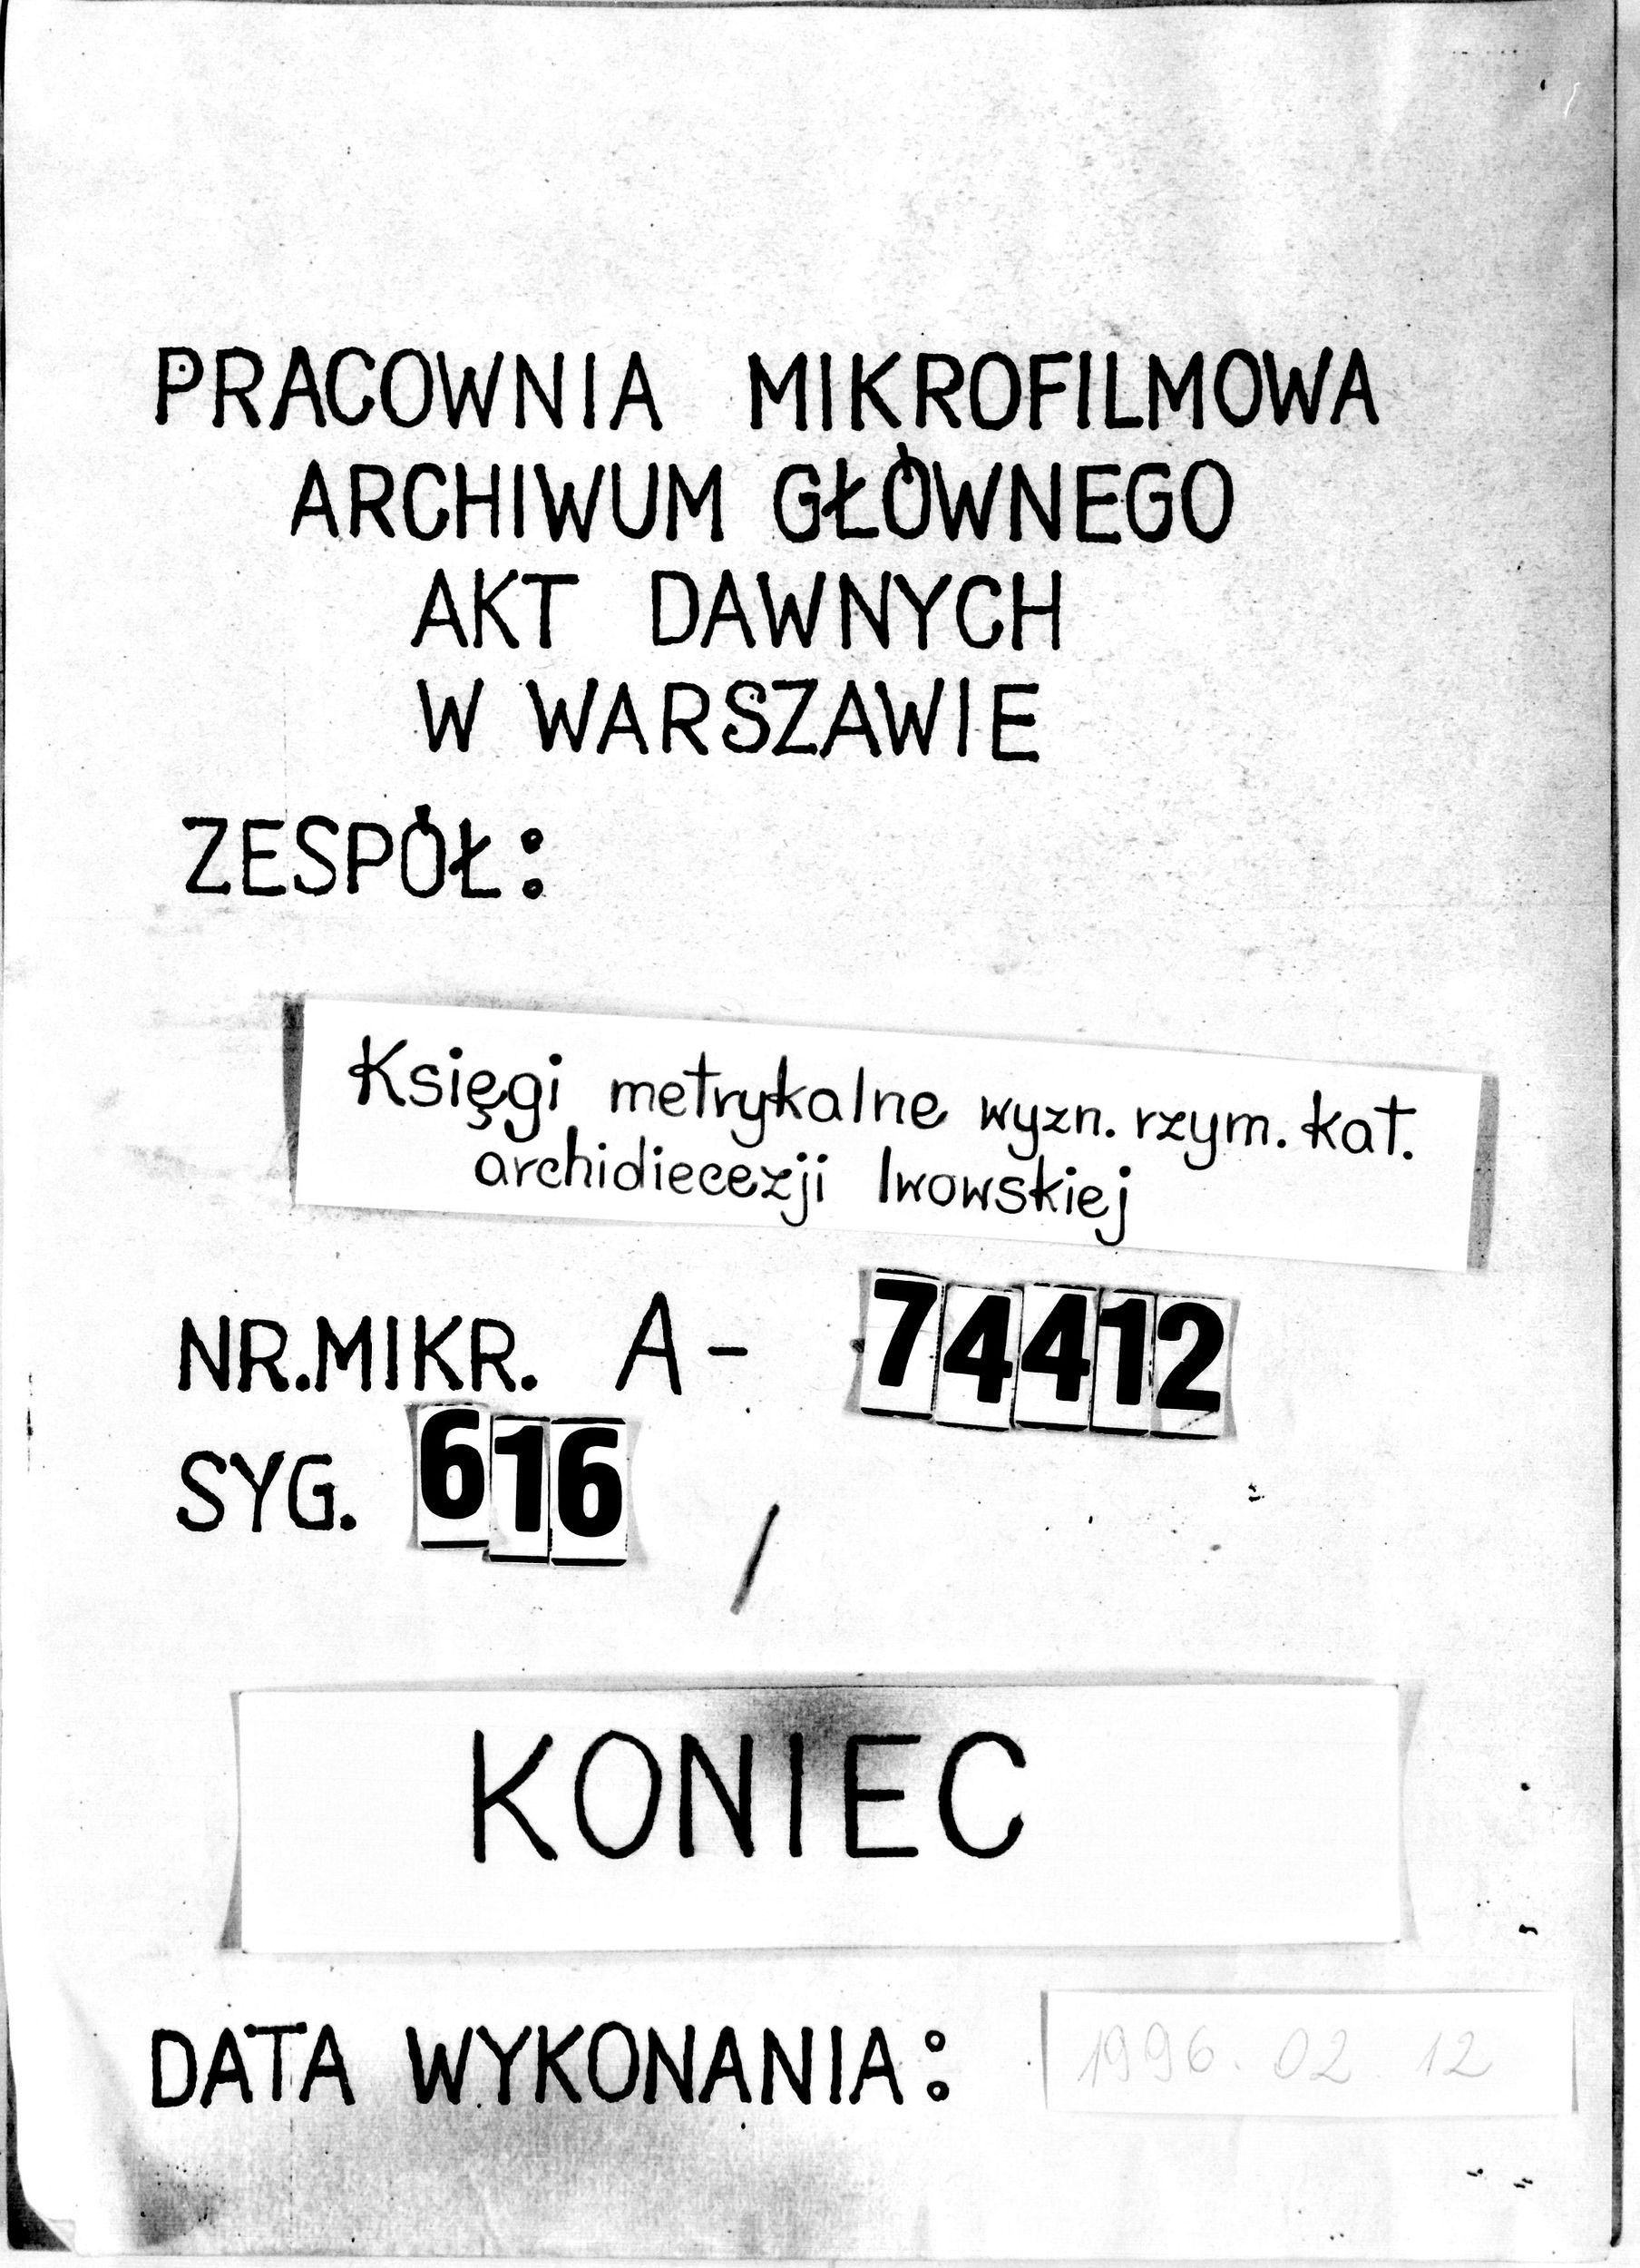 PRACOWNIA MIKROFILMOWA
ARCHIWUM GŁÓWNEGO
AKT DAWNYCH
W WARSZAWIE
ZESPÓŁ:
Księgi metrykalne wyzn. rzym. kat.
archidiecezji lwowskiej
NR.MIKR. A- 74412
SYG. 616 /
KONIEC
DATA WYKONANIA: 1996. 02 12